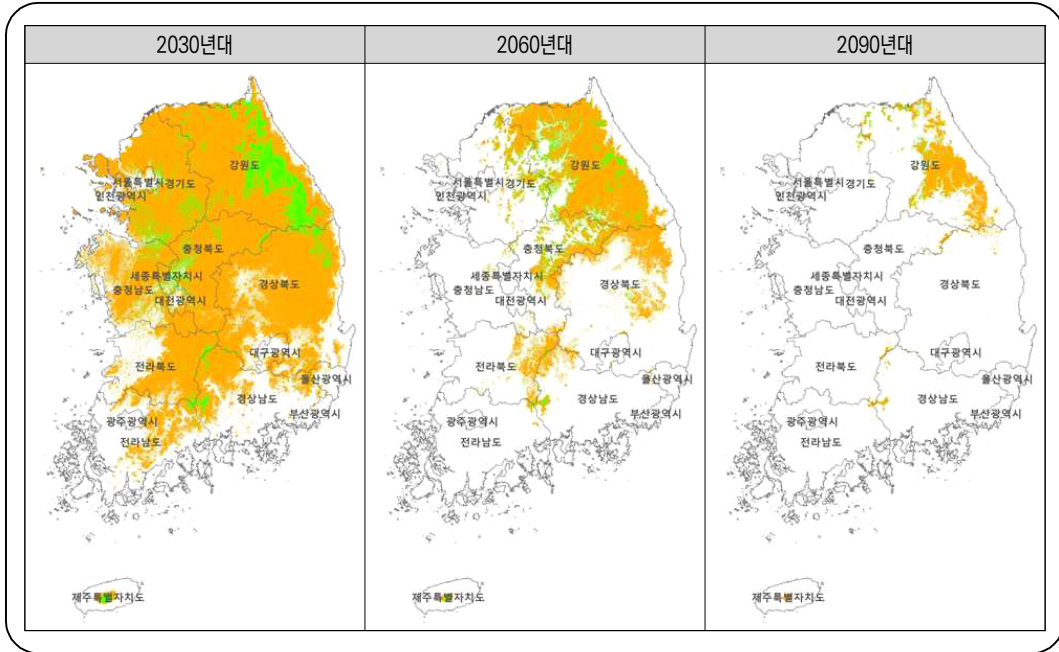 2030년대
2060년대
2090년대
강원도
서울특별시
경기도
인천광역시
충청북도
세종특별자치시
충청남도
대전광역시
경상북도
전라북도
대구광역시
울산광역시
경상남도
부산광역시
광주광역시
전라남도
제주특별자치도
강원도
서울특별시
경기도
인천광역시
충청북도
세종특별자치시
충청남도
대전광역시
경상북도
전라북도
대구광역시
울산광역시
경상남도
부산광역시
광주광역시
전라남도
제주특별자치도
강원도
서울특별시
경기도
인천광역시
충청북도
세종특별자치시
충청남도
대전광역시
경상북도
전라북도
대구광역시
울산광역시
경상남도
부산광역시
광주광역시
전라남도
제주특별자치도